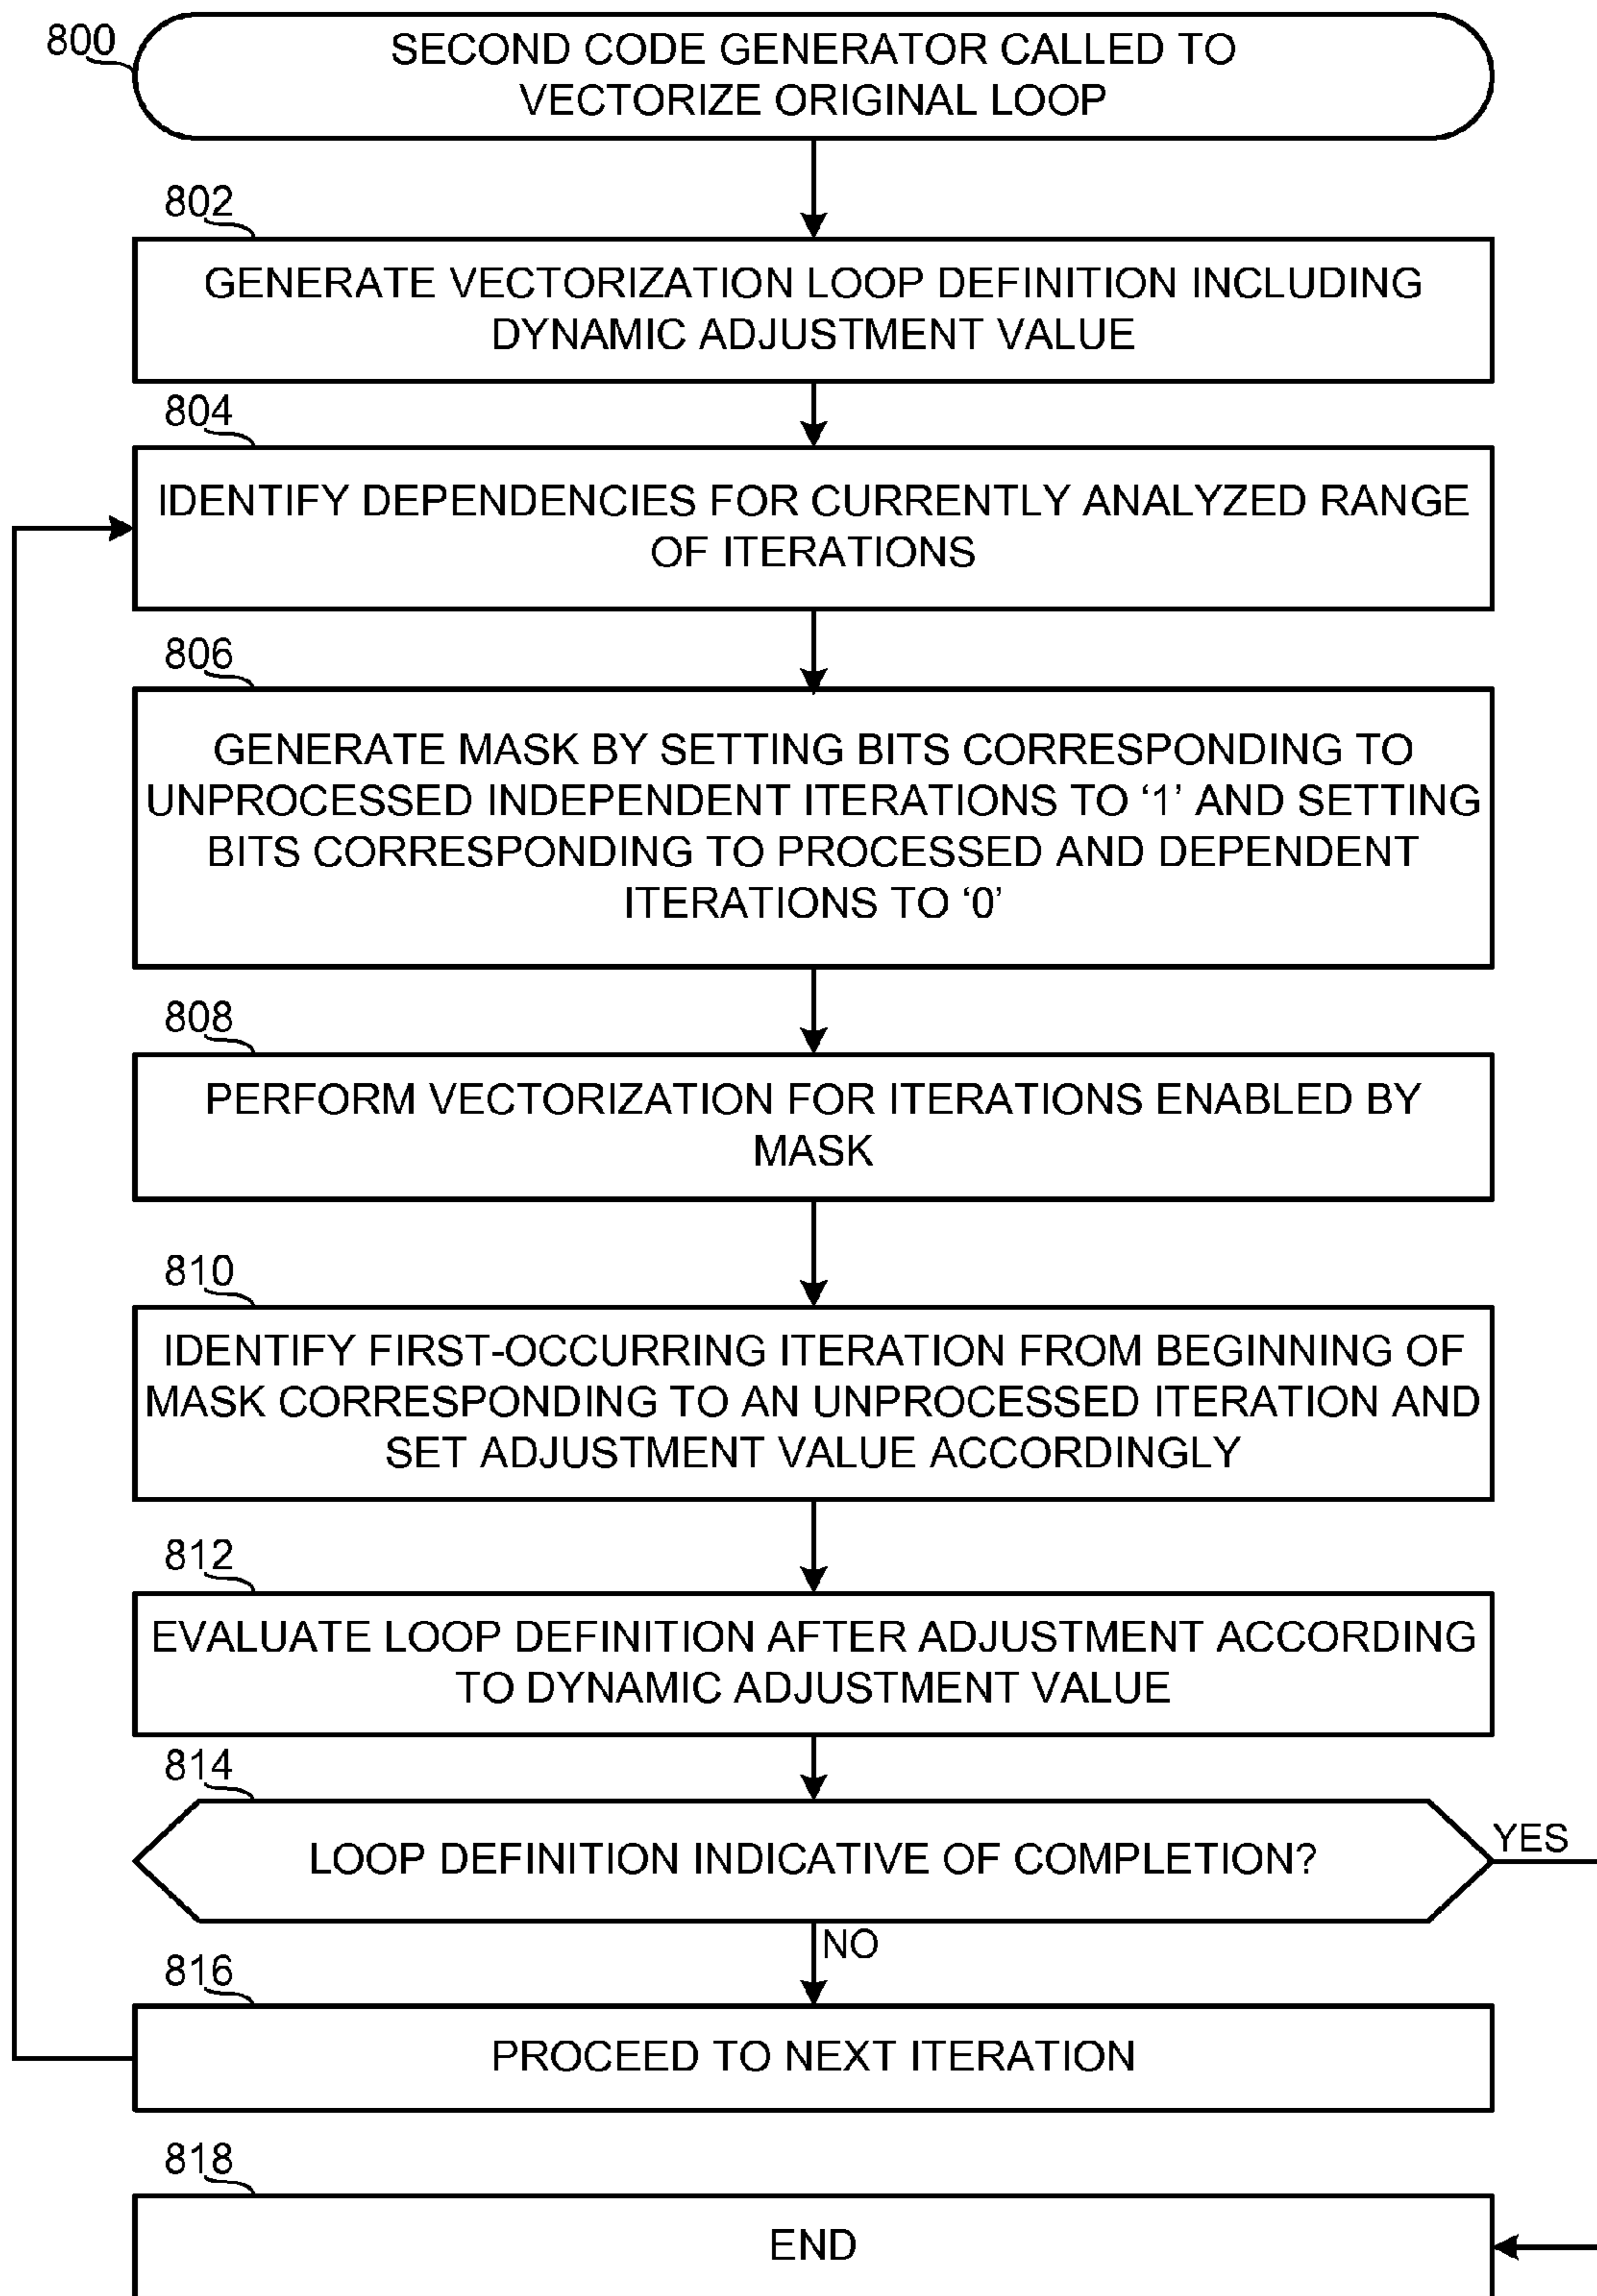 800
SECOND CODE GENERATOR CALLED TO
VECTORIZE ORIGINAL LOOP
802
GENERATE VECTORIZATION LOOP DEFINITION INCLUDING
DYNAMIC ADJUSTMENT VALUE
804
IDENTIFY DEPENDENCIES FOR CURRENTLY ANALYZED RANGE
OF ITERATIONS
806
GENERATE MASK BY SETTING BITS CORRESPONDING TO
UNPROCESSED INDEPENDENT ITERATIONS TO ‘1’ AND SETTING
BITS CORRESPONDING TO PROCESSED AND DEPENDENT
ITERATIONS TO ‘0’
808
PERFORM VECTORIZATION FOR ITERATIONS ENABLED BY
MASK
810
IDENTIFY FIRST-OCCURRING ITERATION FROM BEGINNING OF
MASK CORRESPONDING TO AN UNPROCESSED ITERATION AND
SET ADJUSTMENT VALUE ACCORDINGLY
812
EVALUATE LOOP DEFINITION AFTER ADJUSTMENT ACCORDING
TO DYNAMIC ADJUSTMENT VALUE
814
LOOP DEFINITION INDICATIVE OF COMPLETION?
YES
NO
816
PROCEED TO NEXT ITERATION
818
END